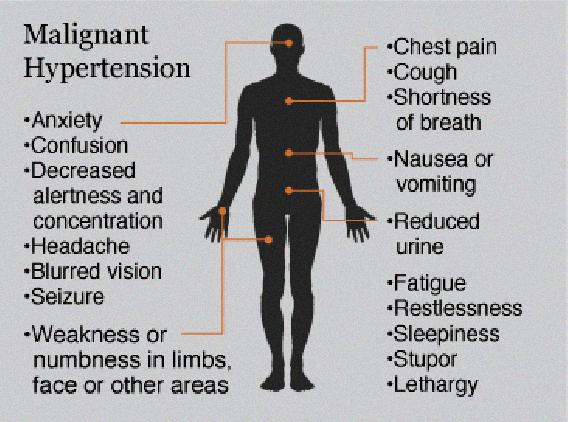 Malignant
Hypertension
•Anxiety
•Confusion
•Decreased
alertness and
concentration
•Headache
•Blurred vision
•Seizure
•Weakness or
numbness in limbs,
face or other areas
•Chest pain
•Cough
•Shortness
of breath
•Nausea or
vomiting
•Reduced
urine
•Fatigue
•Restlessness
•Sleepiness
•Stupor
•Lethargy